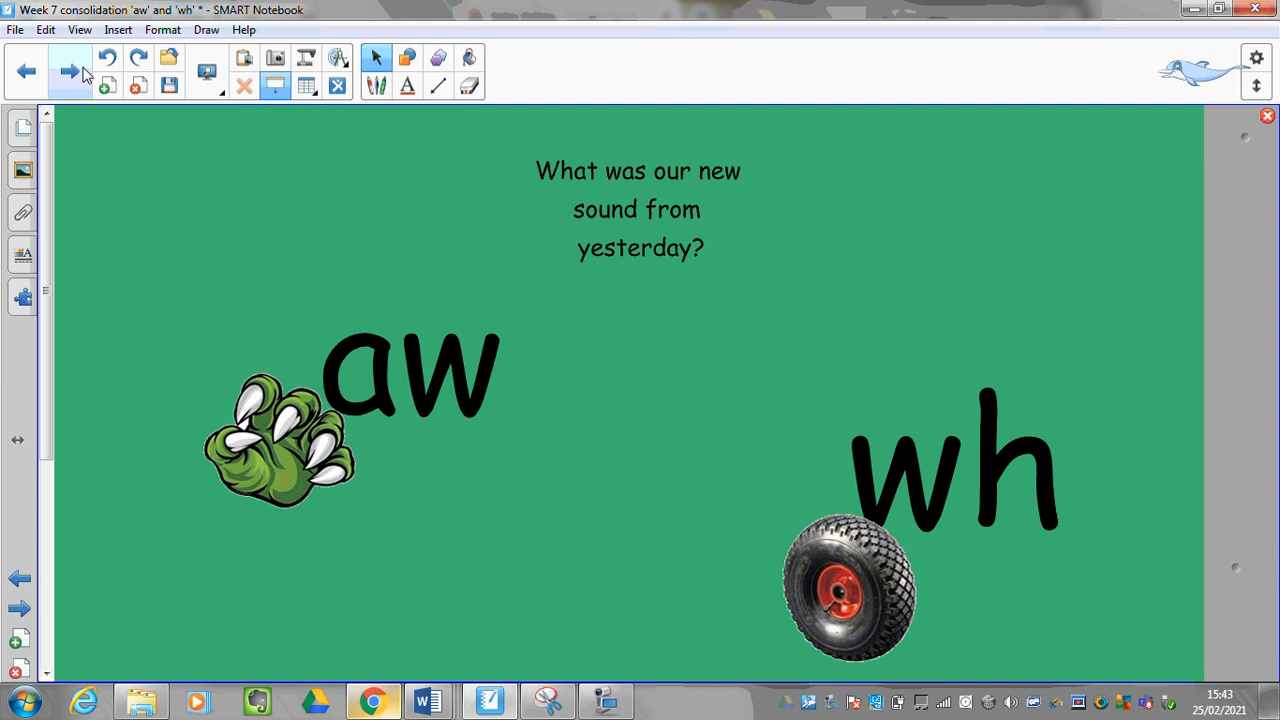 Week 7 consolidation 'aw' and 'wh' * - SMART Notebook
File Edit View Insert Format Draw Help
What was our new
sound from
yesterday?
aw
wh
15:43
25/02/2021